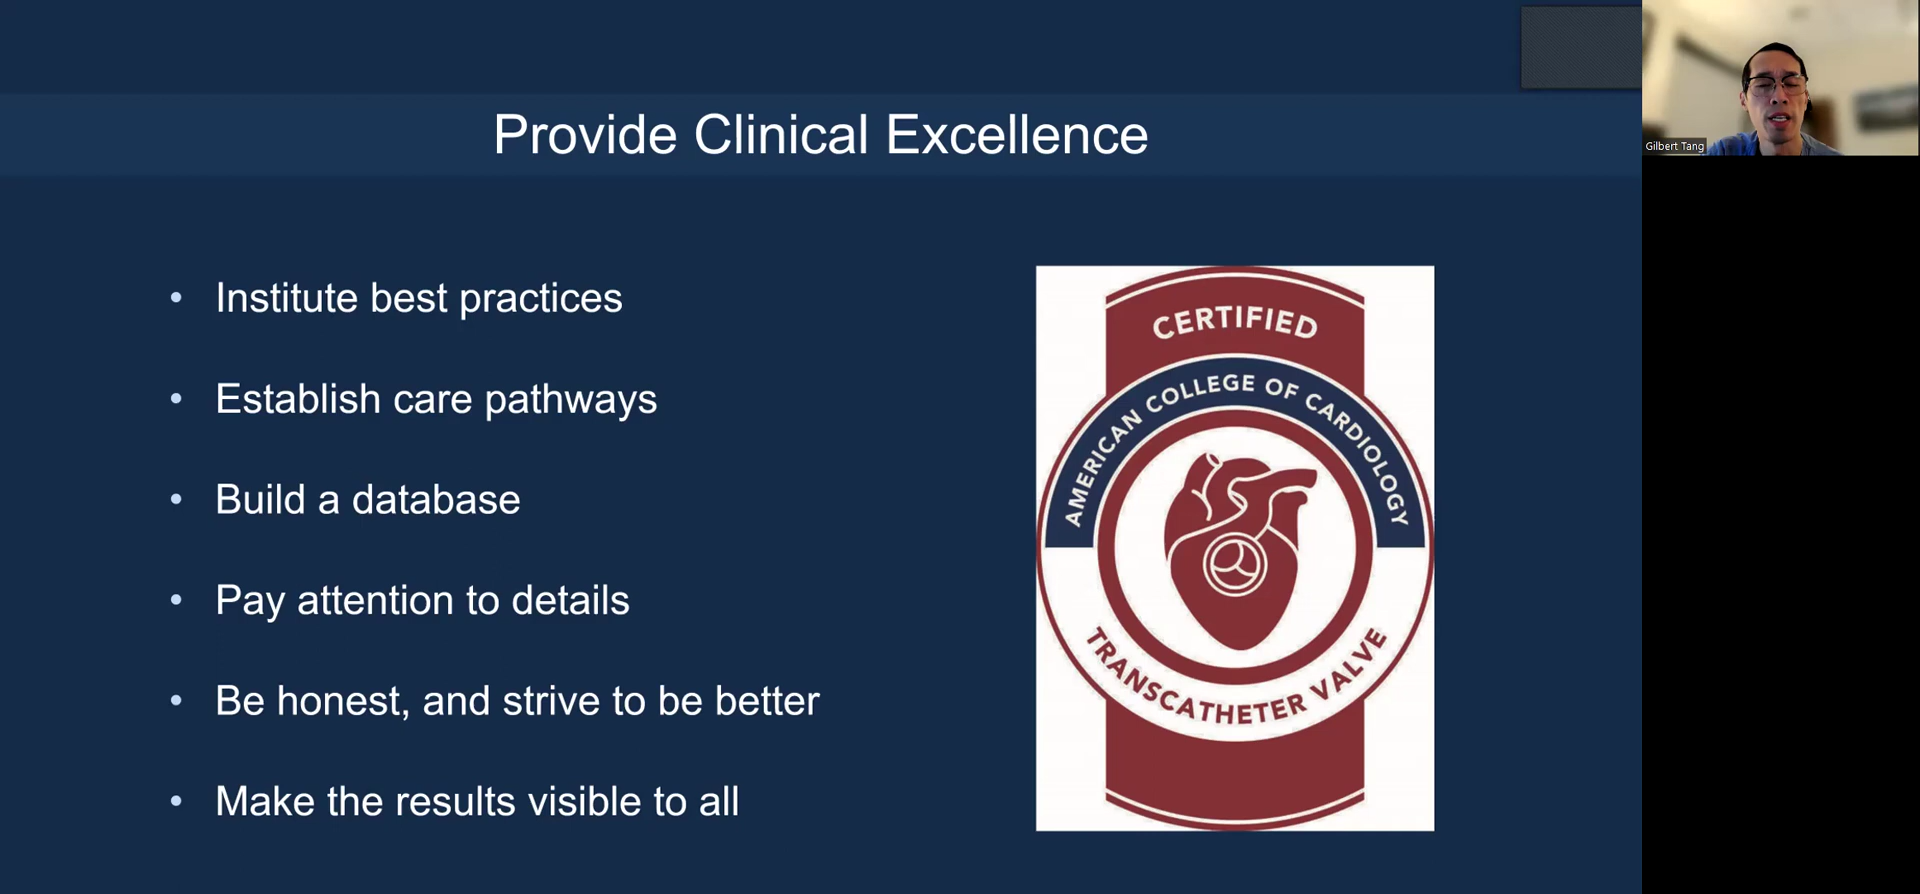 Provide Clinical Excellence
Gilbert Tang
• Institute best practices
• Establish care pathways
• Build a database
• Pay attention to details
• Be honest, and strive to be better
• Make the results visible to all
CERTIFIED
AMERICAN COLLEGE OF CARDIOLOGY
TRANSCATHETER VALVE